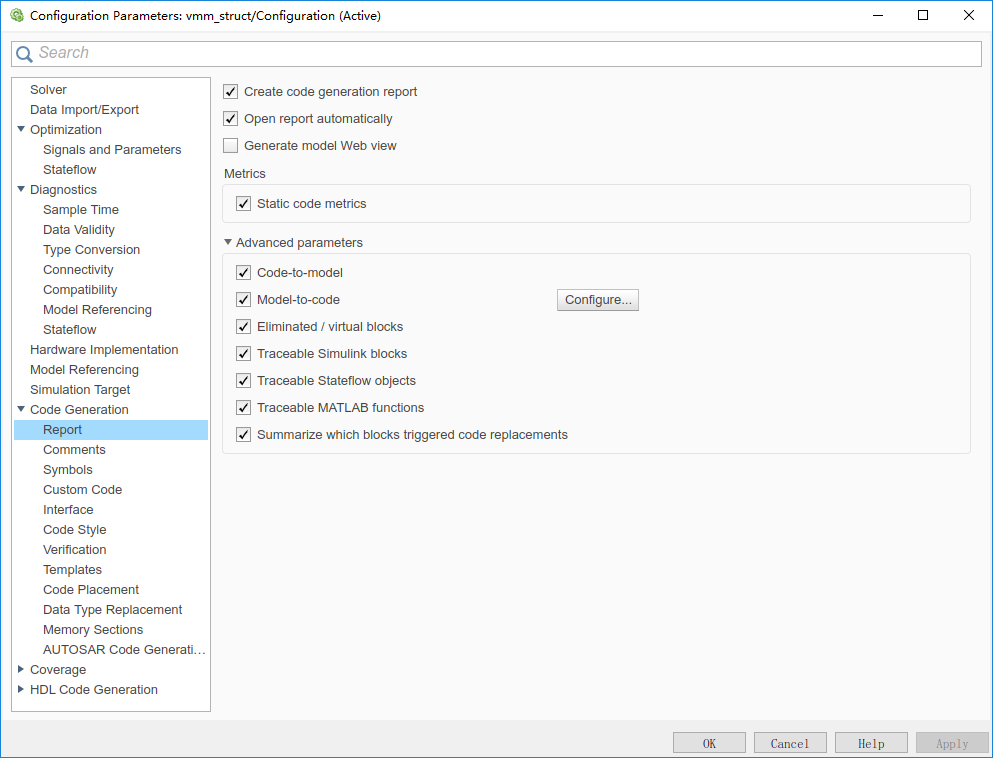 Configuration Parameters: vmm_struct/Configuration (Active)
Search
Solver
Data Import/Export
Optimization
Signals and Parameters
Stateflow
Diagnostics
Sample Time
Data Validity
Type Conversion
Connectivity
Compatibility
Model Referencing
Stateflow
Hardware Implementation
Model Referencing
Simulation Target
Code Generation
Report
Comments
Symbols
Custom Code
Interface
Code Style
Verification
Templates
Code Placement
Data Type Replacement
Memory Sections
AUTOSAR Code Generati...
Coverage
HDL Code Generation
Create code generation report
Open report automatically
Generate model Web view
Metrics
Static code metrics
Advanced parameters
Code-to-model
Model-to-code
Configure...
Eliminated / virtual blocks
Traceable Simulink blocks
Traceable Stateflow objects
Traceable MATLAB functions
Summarize which blocks triggered code replacements
OK
Cancel
Help
Apply